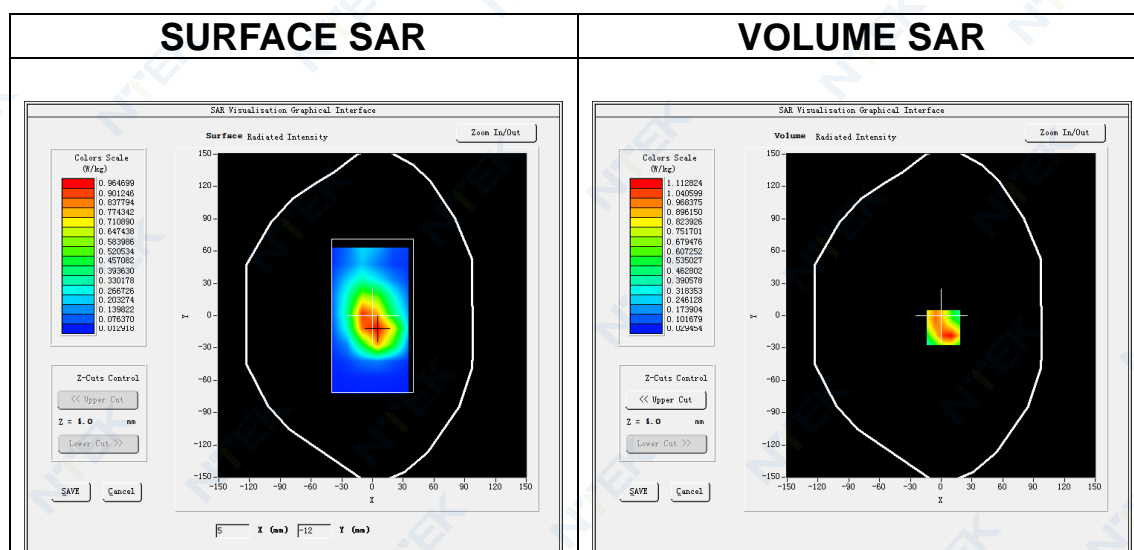 SURFACE SAR
VOLUME SAR
SAR Visualisation Graphical Interface
Surface Radiated Intensity
Zoom In/Out
Colors Scale
(W/kg)
0.964699
0.901246
0.837794
0.774342
0.710890
0.647438
0.583986
0.520534
0.457082
0.393630
0.330178
0.266726
0.203274
0.139822
0.076370
0.012918
150
120
90
60
30
0
-30
-60
-90
-120
-150
Y
-150 -120 -90 -60 -30 0 30 60 90 120 150
X
Z-Cuts Control
<< Upper Cut
Z = 4.0 mm
Lower Cut >>
SAVE Cancel
5 X (mm) -12 Y (mm)
SAR Visualisation Graphical Interface
Volume Radiated Intensity
Zoom In/Out
Colors Scale
(W/kg)
1.112824
1.040599
0.968375
0.896150
0.823926
0.751701
0.679476
0.607252
0.535027
0.462802
0.390578
0.318353
0.246128
0.173904
0.101679
0.029454
150
120
90
60
30
0
-30
-60
-90
-120
-150
Y
-150 -120 -90 -60 -30 0 30 60 90 120 150
X
Z-Cuts Control
<< Upper Cut
Z = 4.0 mm
Lower Cut >>
SAVE Cancel
NTEK